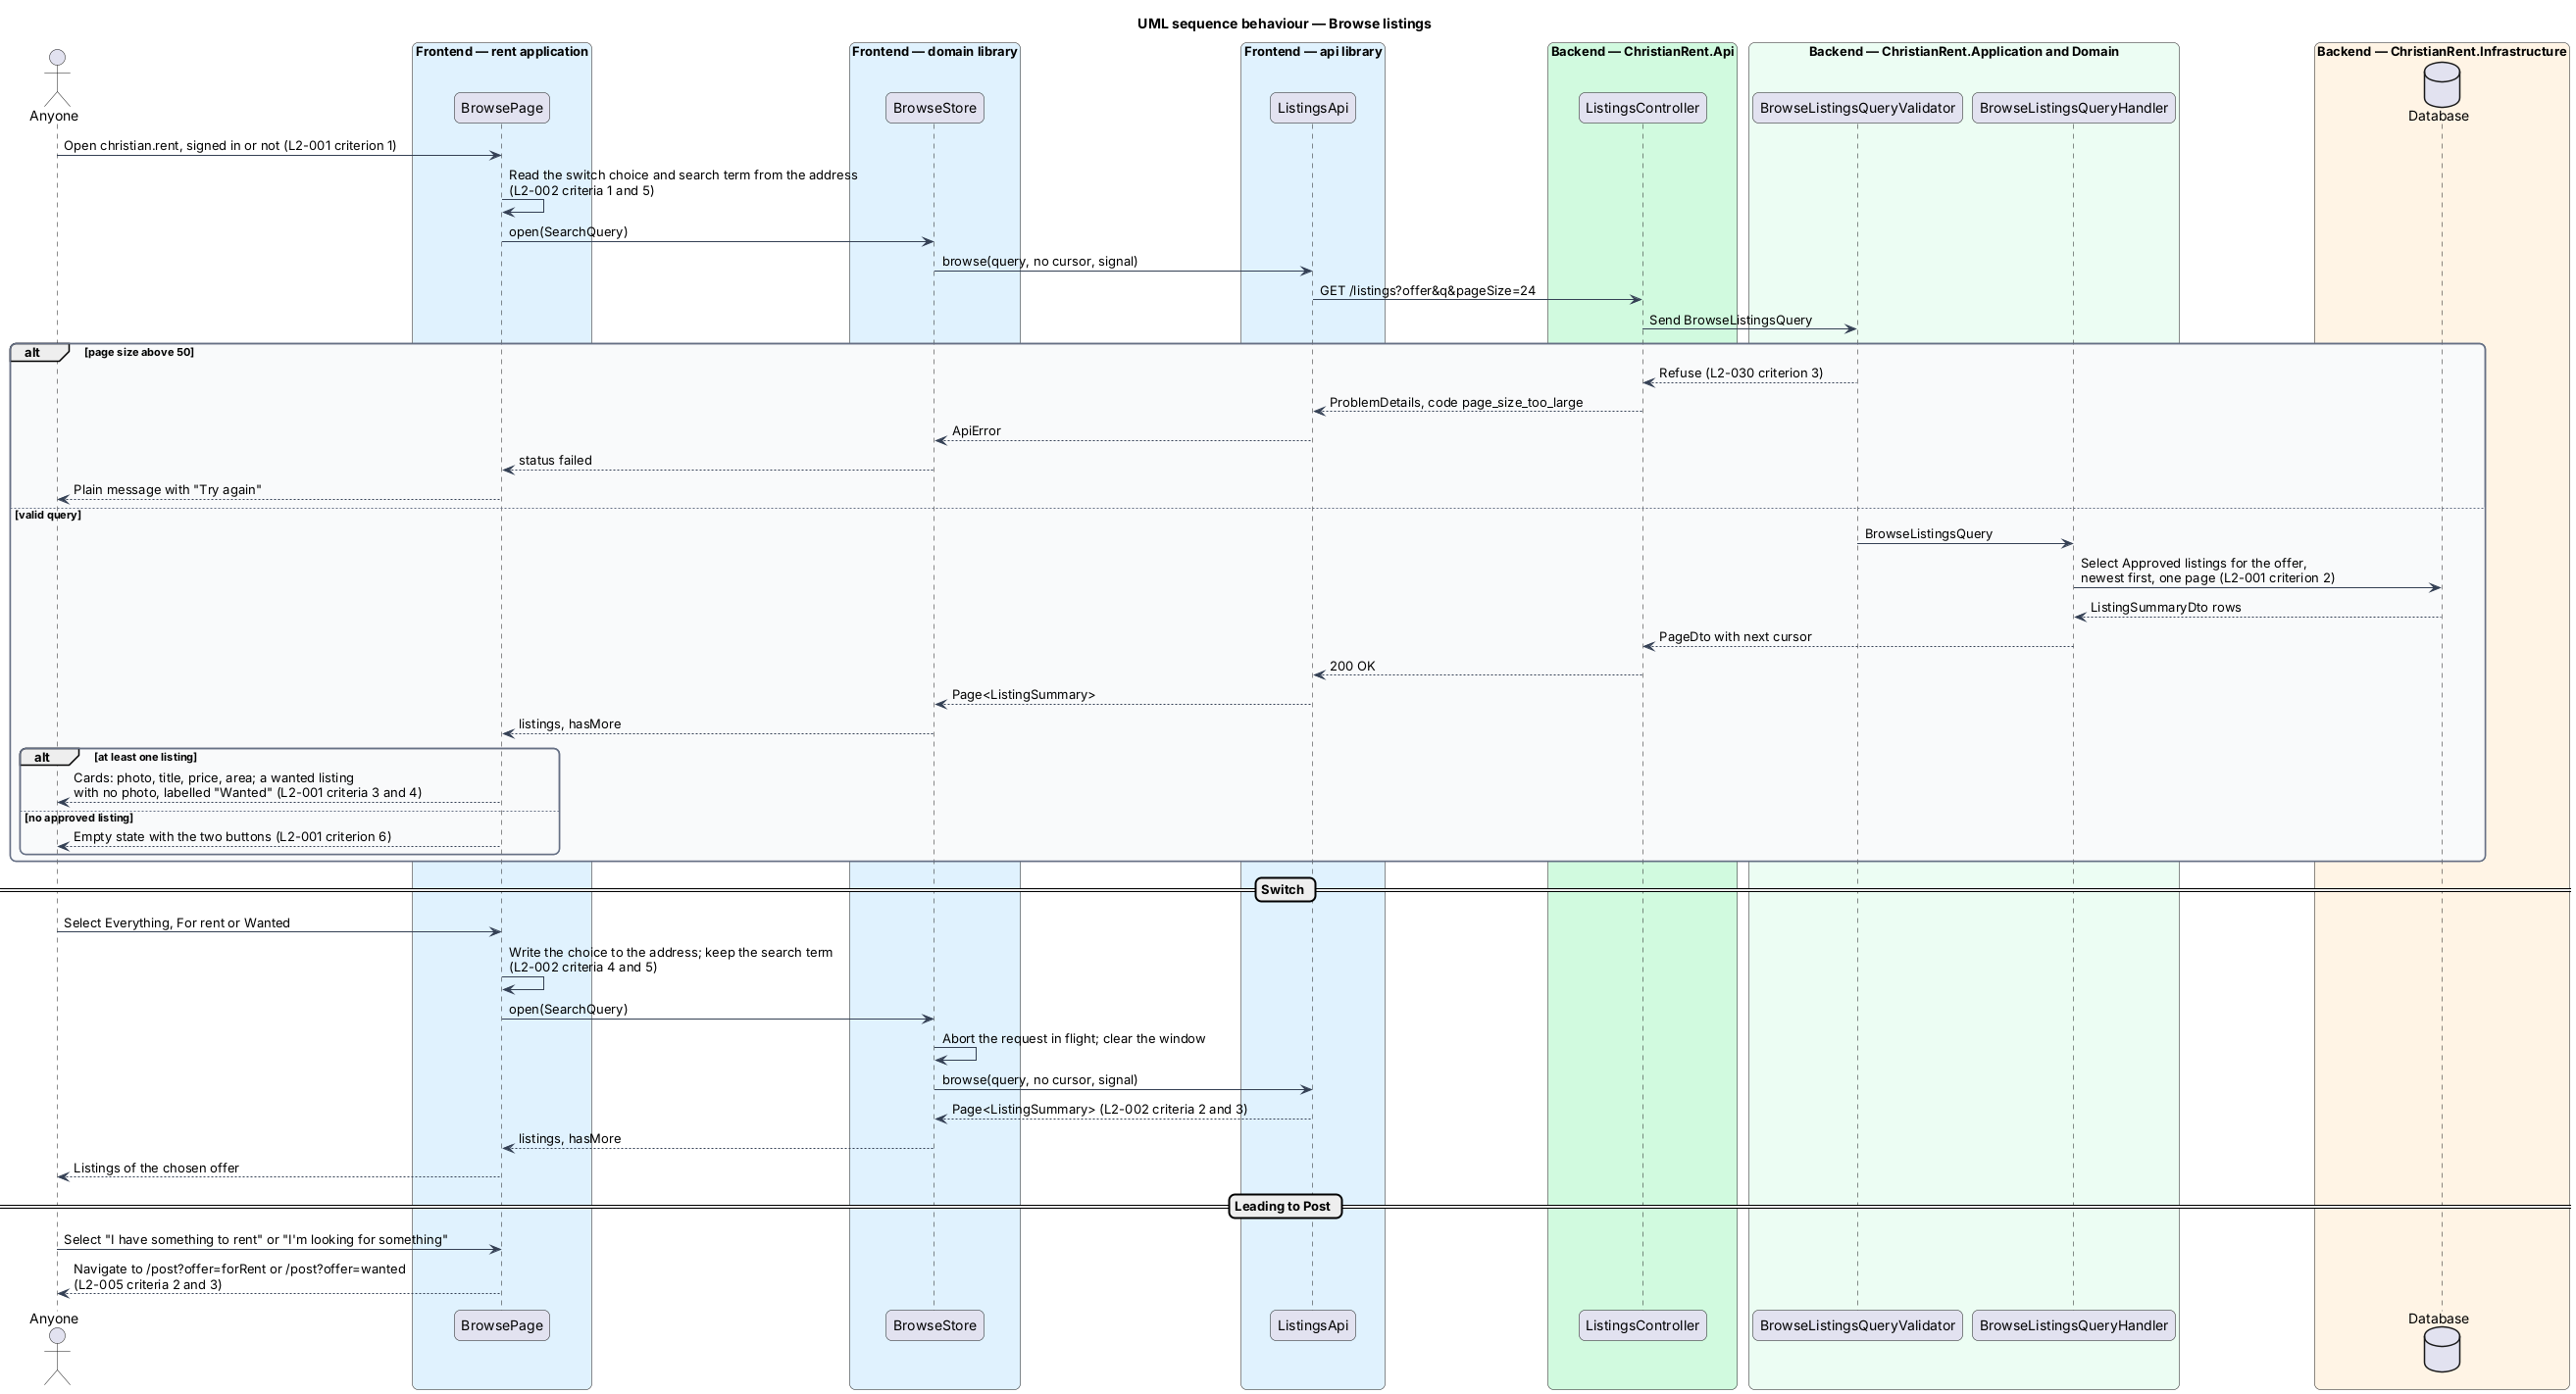 UML sequence behaviour — Browse listings
Frontend — rent application
Frontend — domain library
Frontend — api library
Backend — ChristianRent.Api
Backend — ChristianRent.Application and Domain
Backend — ChristianRent.Infrastructure
Anyone
BrowsePage
BrowseStore
ListingsApi
ListingsController
BrowseListingsQueryValidator
BrowseListingsQueryHandler
Database
Open christian.rent, signed in or not (L2-001 criterion 1)
Read the switch choice and search term from the address
(L2-002 criteria 1 and 5)
open(SearchQuery)
browse(query, no cursor, signal)
GET /listings?offer&q&pageSize=24
Send BrowseListingsQuery
alt
[page size above 50]
Refuse (L2-030 criterion 3)
ProblemDetails, code page_size_too_large
ApiError
status failed
Plain message with "Try again"
[valid query]
BrowseListingsQuery
Select Approved listings for the offer,
newest first, one page (L2-001 criterion 2)
ListingSummaryDto rows
PageDto with next cursor
200 OK
Page<ListingSummary>
listings, hasMore
alt
[at least one listing]
Cards: photo, title, price, area; a wanted listing
with no photo, labelled "Wanted" (L2-001 criteria 3 and 4)
[no approved listing]
Empty state with the two buttons (L2-001 criterion 6)
Switch
Select Everything, For rent or Wanted
Write the choice to the address; keep the search term
(L2-002 criteria 4 and 5)
open(SearchQuery)
Abort the request in flight; clear the window
browse(query, no cursor, signal)
Page<ListingSummary> (L2-002 criteria 2 and 3)
listings, hasMore
Listings of the chosen offer
Leading to Post
Select "I have something to rent" or "I'm looking for something"
Navigate to /post?offer=forRent or /post?offer=wanted
(L2-005 criteria 2 and 3)
Anyone
BrowsePage
BrowseStore
ListingsApi
ListingsController
BrowseListingsQueryValidator
BrowseListingsQueryHandler
Database